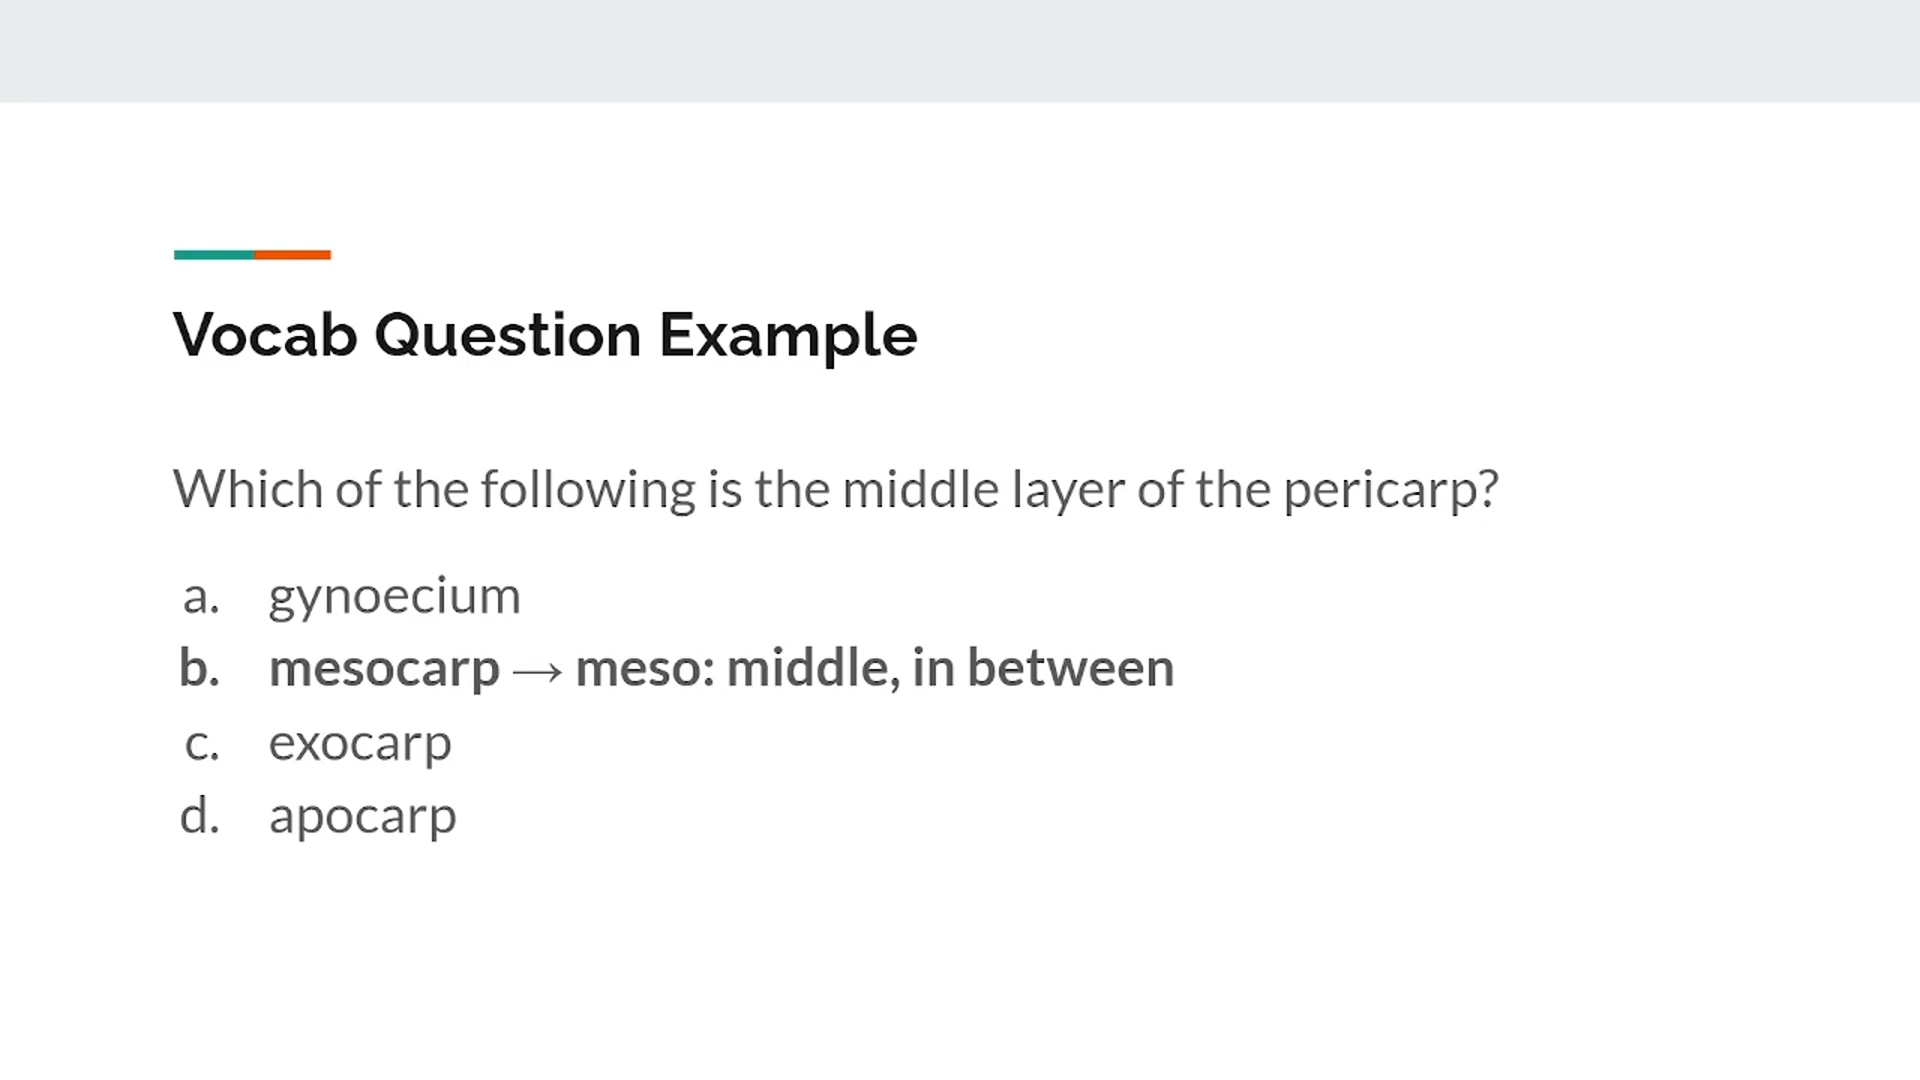 Vocab Question Example
Which of the following is the middle layer of the pericarp?
a. gynoecium
b. mesocarp → meso: middle, in between
c. exocarp
d. apocarp